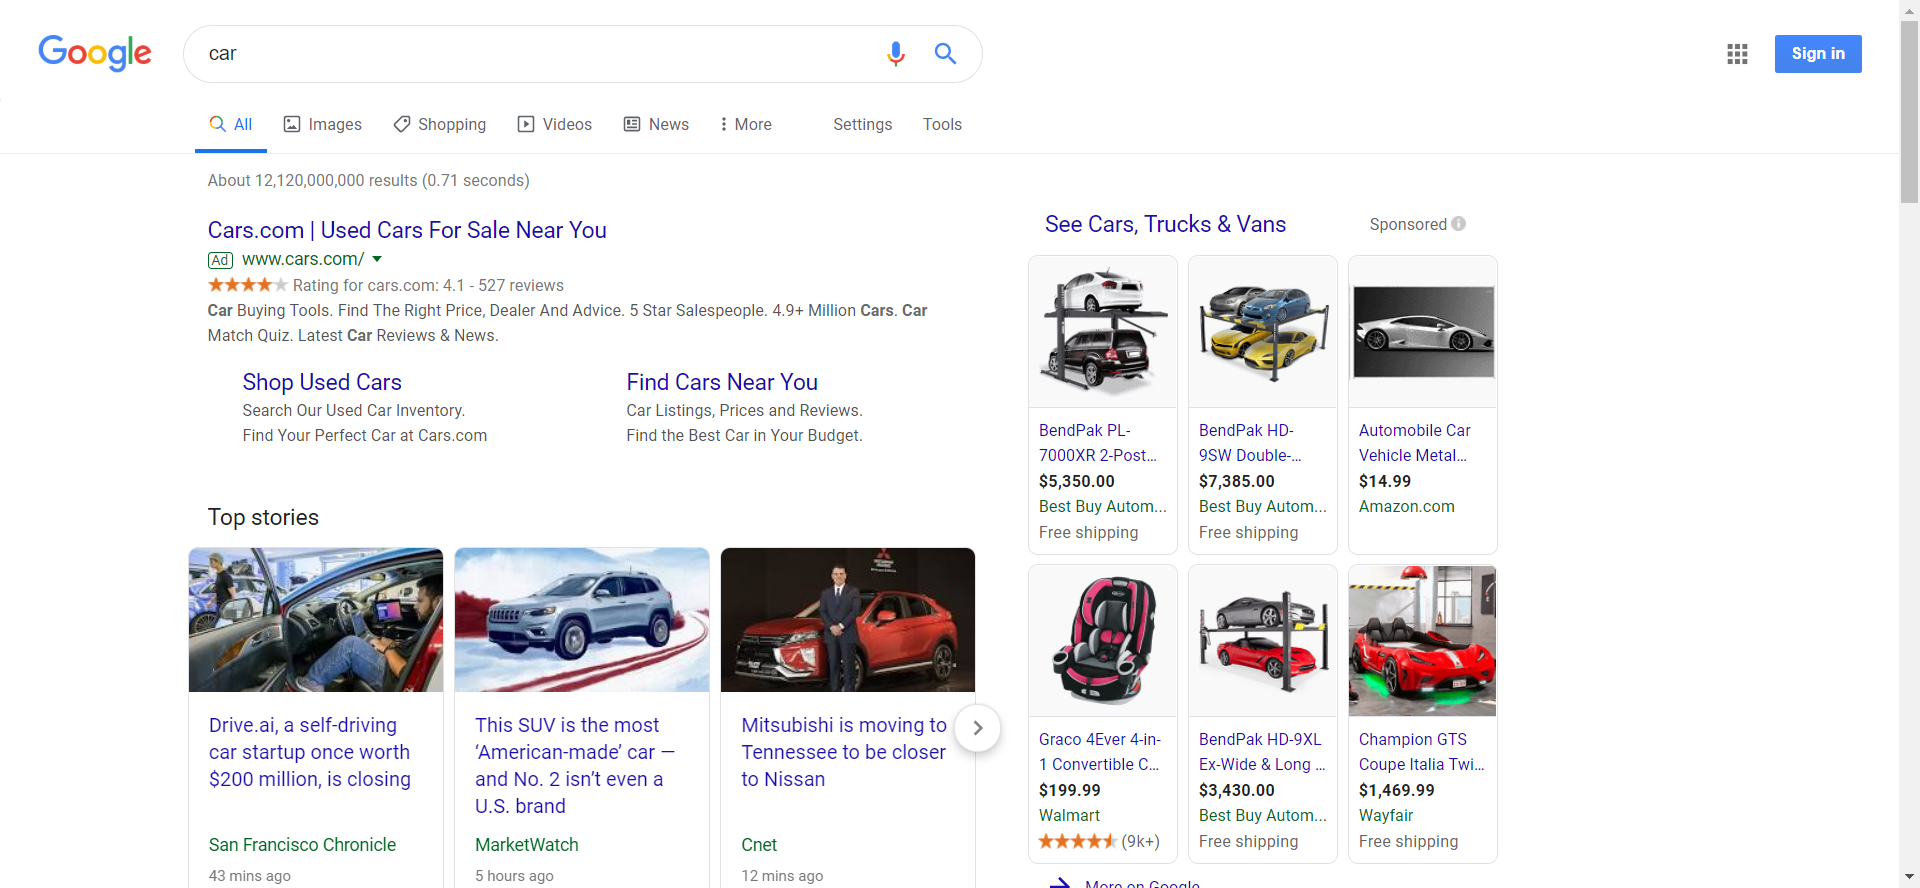 Google
car
Sign in
All
Images
Shopping
Videos
News
More
Settings
Tools
About 12,120,000,000 results (0.71 seconds)
Cars.com | Used Cars For Sale Near You
Ad www.cars.com/
Rating for cars.com: 4.1 - 527 reviews
Car Buying Tools. Find The Right Price, Dealer And Advice. 5 Star Salespeople. 4.9+ Million Cars. Car
Match Quiz. Latest Car Reviews & News.
Shop Used Cars
Search Our Used Car Inventory.
Find Your Perfect Car at Cars.com
Find Cars Near You
Car Listings, Prices and Reviews.
Find the Best Car in Your Budget.
Top stories
Drive.ai, a self-driving
car startup once worth
$200 million, is closing
San Francisco Chronicle
43 mins ago
This SUV is the most
‘American-made’ car —
and No. 2 isn’t even a
U.S. brand
MarketWatch
5 hours ago
Mitsubishi is moving to
Tennessee to be closer
to Nissan
Cnet
12 mins ago
See Cars, Trucks & Vans
Sponsored
BendPak PL-
7000XR 2-Post...
$5,350.00
Best Buy Autom...
Free shipping
BendPak HD-
9SW Double-...
$7,385.00
Best Buy Autom...
Free shipping
Automobile Car
Vehicle Metal...
$14.99
Amazon.com
Graco 4Ever 4-in-
1 Convertible C...
$199.99
Walmart
(9k+)
BendPak HD-9XL
Ex-Wide & Long ...
$3,430.00
Best Buy Autom...
Free shipping
Champion GTS
Coupe Italia Twi...
$1,469.99
Wayfair
Free shipping
More on Google